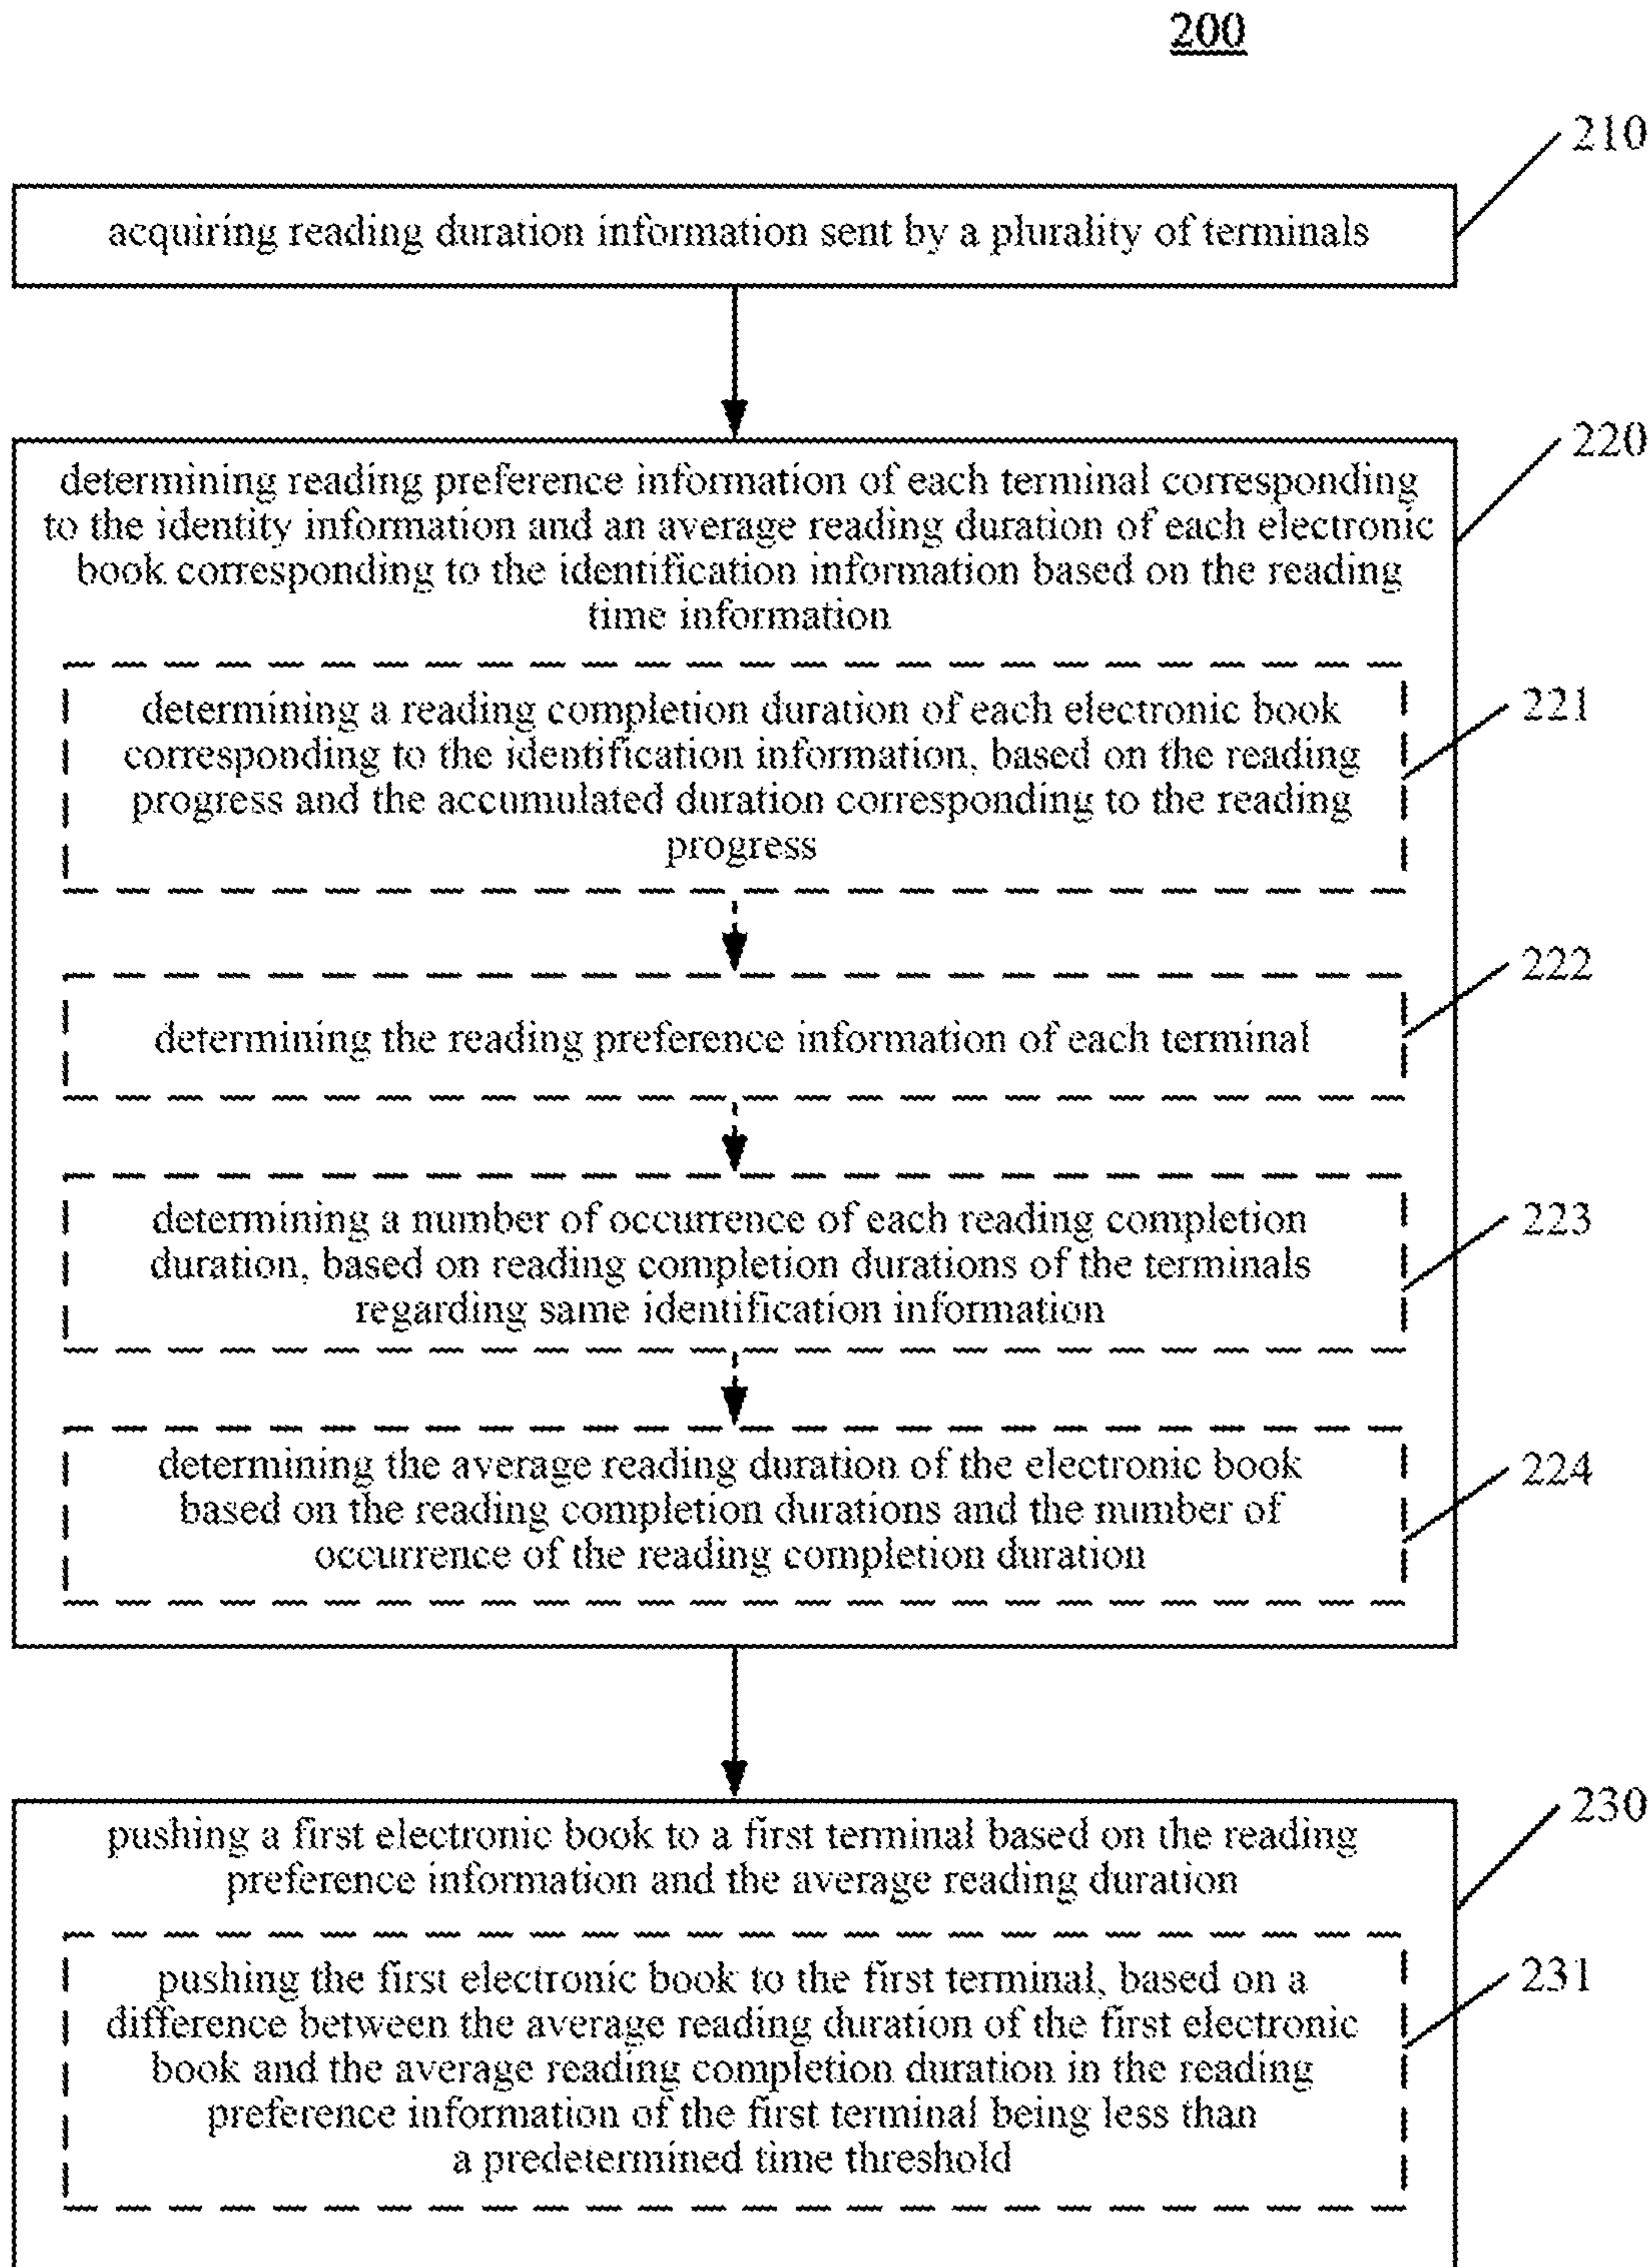 200
210
acquiring reading duration information sent by a plurality of terminals
220
determining reading preference information of each terminal corresponding
to the identity information and an average reading duration of each electronic
book corresponding to the identification information based on the reading
time information
221
determining a reading completion duration of each electronic book
corresponding to the identification information, based on the reading
progress and the accumulated duration corresponding to the reading
progress
222
determining the reading preference information of each terminal
223
determining a number of occurrence of each reading completion
duration, based on reading completion durations of the terminals
regarding same identification information
224
determining the average reading duration of the electronic book
based on the reading completion durations and the number of
occurrence of the reading completion duration
230
pushing a first electronic book to a first terminal based on the reading
preference information and the average reading duration
231
pushing the first electronic book to the first terminal, based on a
difference between the average reading duration of the first electronic
book and the average reading completion duration in the reading
preference information of the first terminal being less than
a predetermined time threshold